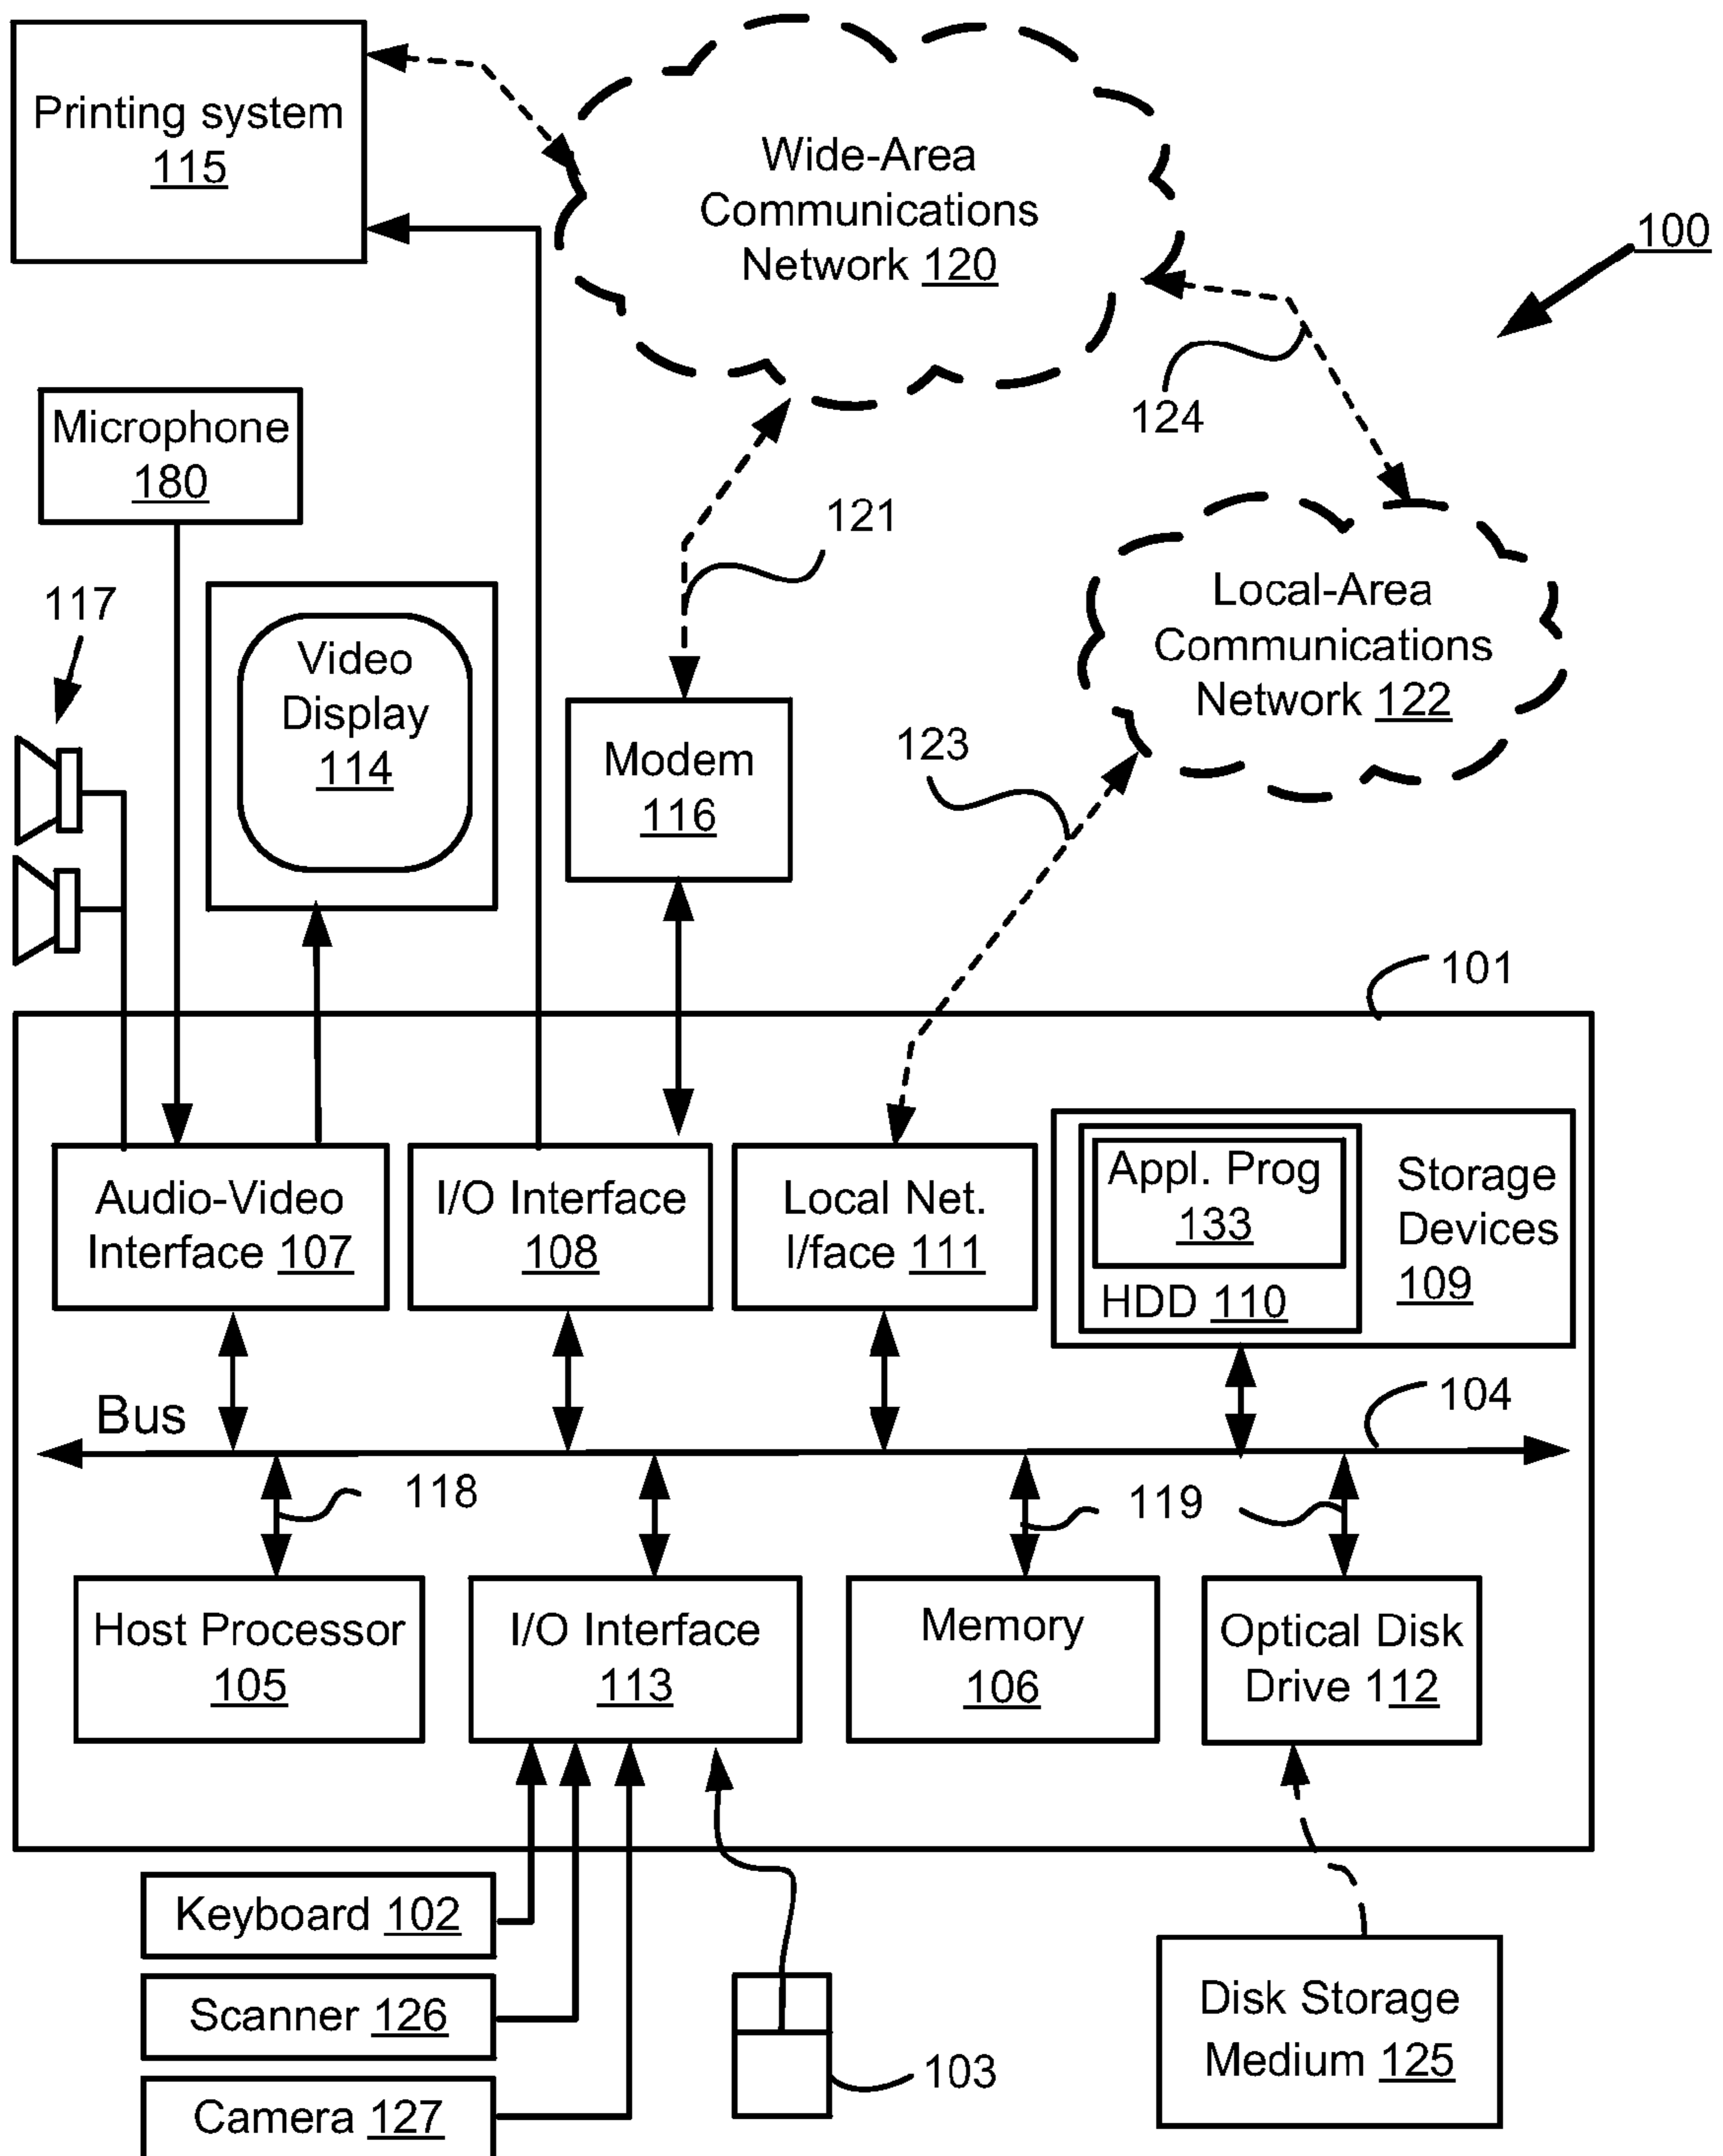 Printing system
115
Wide-Area
Communications
Network 120
100
124
Microphone
180
121
117
Video
Display
114
Local-Area
Communications
Network 122
Modem
116
123
101
Audio-Video
Interface 107
I/O Interface
108
Local Net.
I/face 111
Appl. Prog
133
HDD 110
Storage
Devices
109
Bus
104
118
119
Host Processor
105
I/O Interface
113
Memory
106
Optical Disk
Drive 112
Keyboard 102
Scanner 126
Camera 127
103
Disk Storage
Medium 125